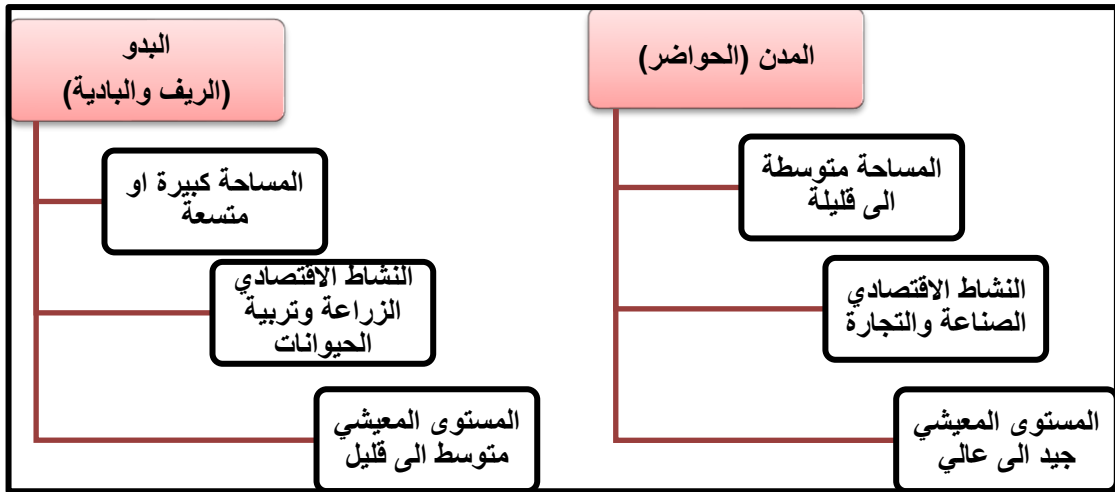 المدن (الحواضر)
المساحة متوسطة
الى قليلة
النشاط الاقتصادي
الصناعة والتجارة
المستوى المعيشي
جيد الى عالي
البدو
(الريف والبادية)
المساحة كبيرة او
متسعة
النشاط الاقتصادي
الزراعة وتربية
الحيوانات
المستوى المعيشي
متوسط الى قليل